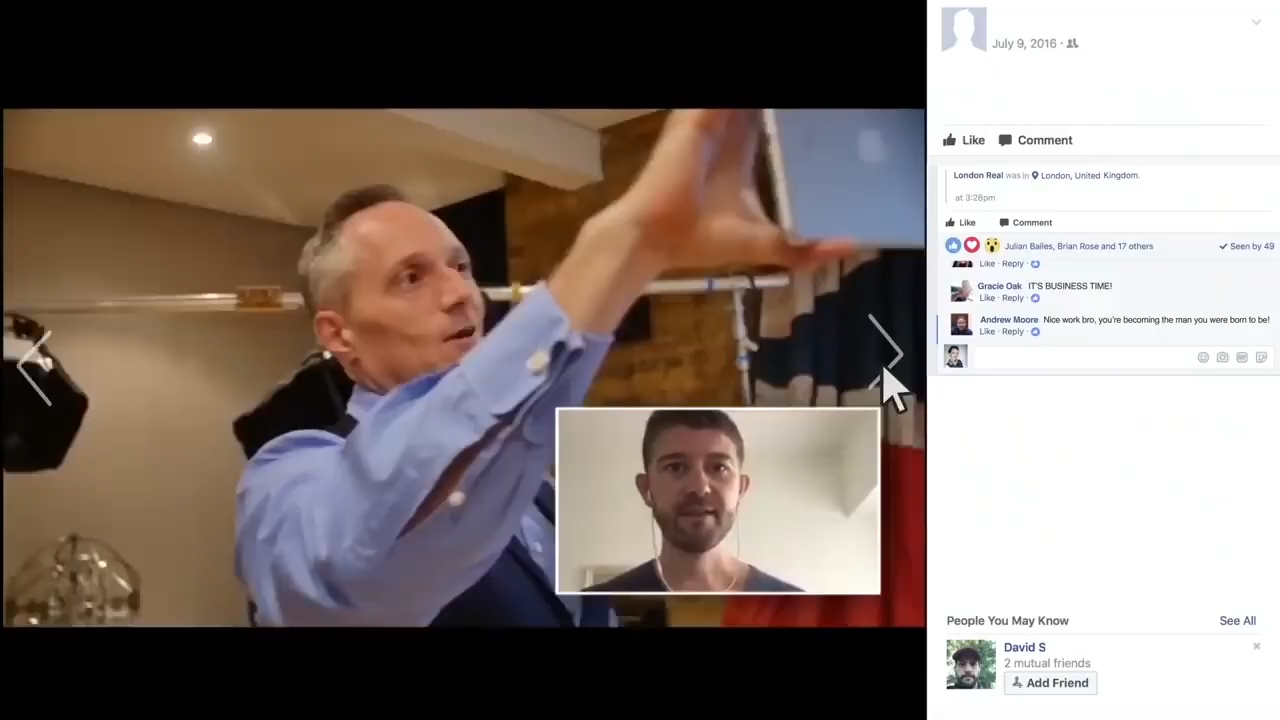 July 9, 2016 ·
Like Comment
London Real was in London, United Kingdom.
at 3:28pm
Like Comment
Julian Bailes, Brian Rose and 17 others Seen by 49
Like · Reply ·
Gracie Oak IT'S BUSINESS TIME!
Like · Reply ·
Andrew Moore Nice work bro, you're becoming the man you were born to be!
Like · Reply ·
People You May Know See All
David S
2 mutual friends
Add Friend